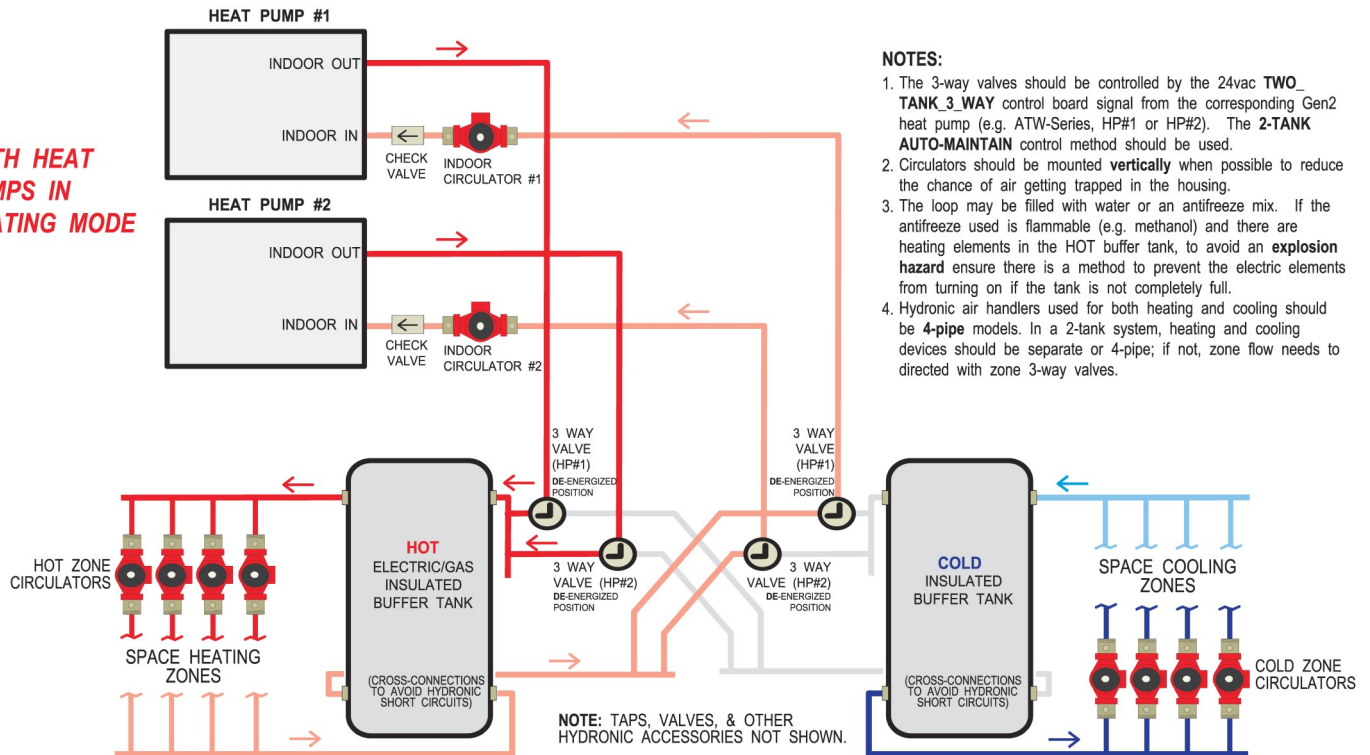 HEAT PUMP #1
INDOOR OUT
INDOOR IN
CHECK
VALVE
INDOOR
CIRCULATOR #1
TH HEAT
MPS IN
ATING MODE
HEAT PUMP #2
INDOOR OUT
INDOOR IN
CHECK
VALVE
INDOOR
CIRCULATOR #2
NOTES:
1. The 3-way valves should be controlled by the 24vac TWO_
TANK_3_WAY control board signal from the corresponding Gen2
heat pump (e.g. ATW-Series, HP#1 or HP#2). The 2-TANK
AUTO-MAINTAIN control method should be used.
2. Circulators should be mounted vertically when possible to reduce
the chance of air getting trapped in the housing.
3. The loop may be filled with water or an antifreeze mix. If the
antifreeze used is flammable (e.g. methanol) and there are
heating elements in the HOT buffer tank, to avoid an explosion
hazard ensure there is a method to prevent the electric elements
from turning on if the tank is not completely full.
4. Hydronic air handlers used for both heating and cooling should
be 4-pipe models. In a 2-tank system, heating and cooling
devices should be separate or 4-pipe; if not, zone flow needs to
directed with zone 3-way valves.
3 WAY
VALVE
(HP#1)
DE-ENERGIZED
POSITION
3 WAY
VALVE
(HP#1)
DE-ENERGIZED
POSITION
HOT ZONE
CIRCULATORS
HOT
ELECTRIC/GAS
INSULATED
BUFFER TANK
3 WAY
VALVE (HP#2)
DE-ENERGIZED
POSITION
3 WAY
VALVE (HP#2)
DE-ENERGIZED
POSITION
COLD
INSULATED
BUFFER TANK
SPACE COOLING
ZONES
SPACE HEATING
ZONES
(CROSS-CONNECTIONS
TO AVOID HYDRONIC
SHORT CIRCUITS)
(CROSS-CONNECTIONS
TO AVOID HYDRONIC
SHORT CIRCUITS)
COLD ZONE
CIRCULATORS
NOTE: TAPS, VALVES, & OTHER
HYDRONIC ACCESSORIES NOT SHOWN.